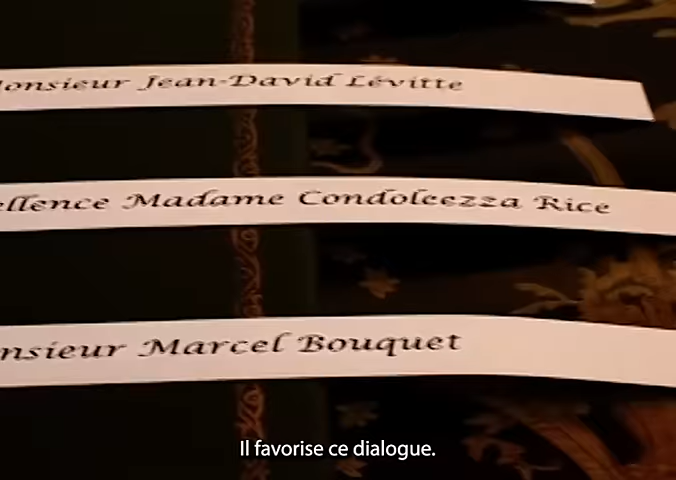 onsieur Jean-David Lévitte
ellence Madame Condoleezza Rice
nsieur Marcel Bouquet
Il favorise ce dialogue.